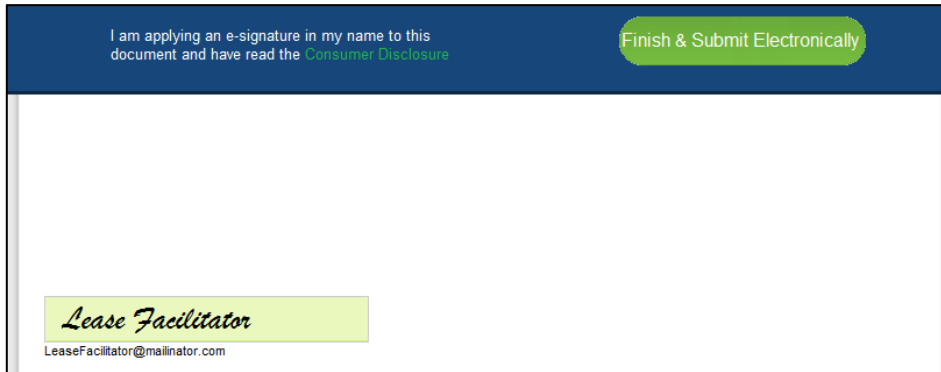 I am applying an e-signature in my name to this
document and have read the Consumer Disclosure
Finish & Submit Electronically
Lease Facilitator
LeaseFacilitator@mailinator.com